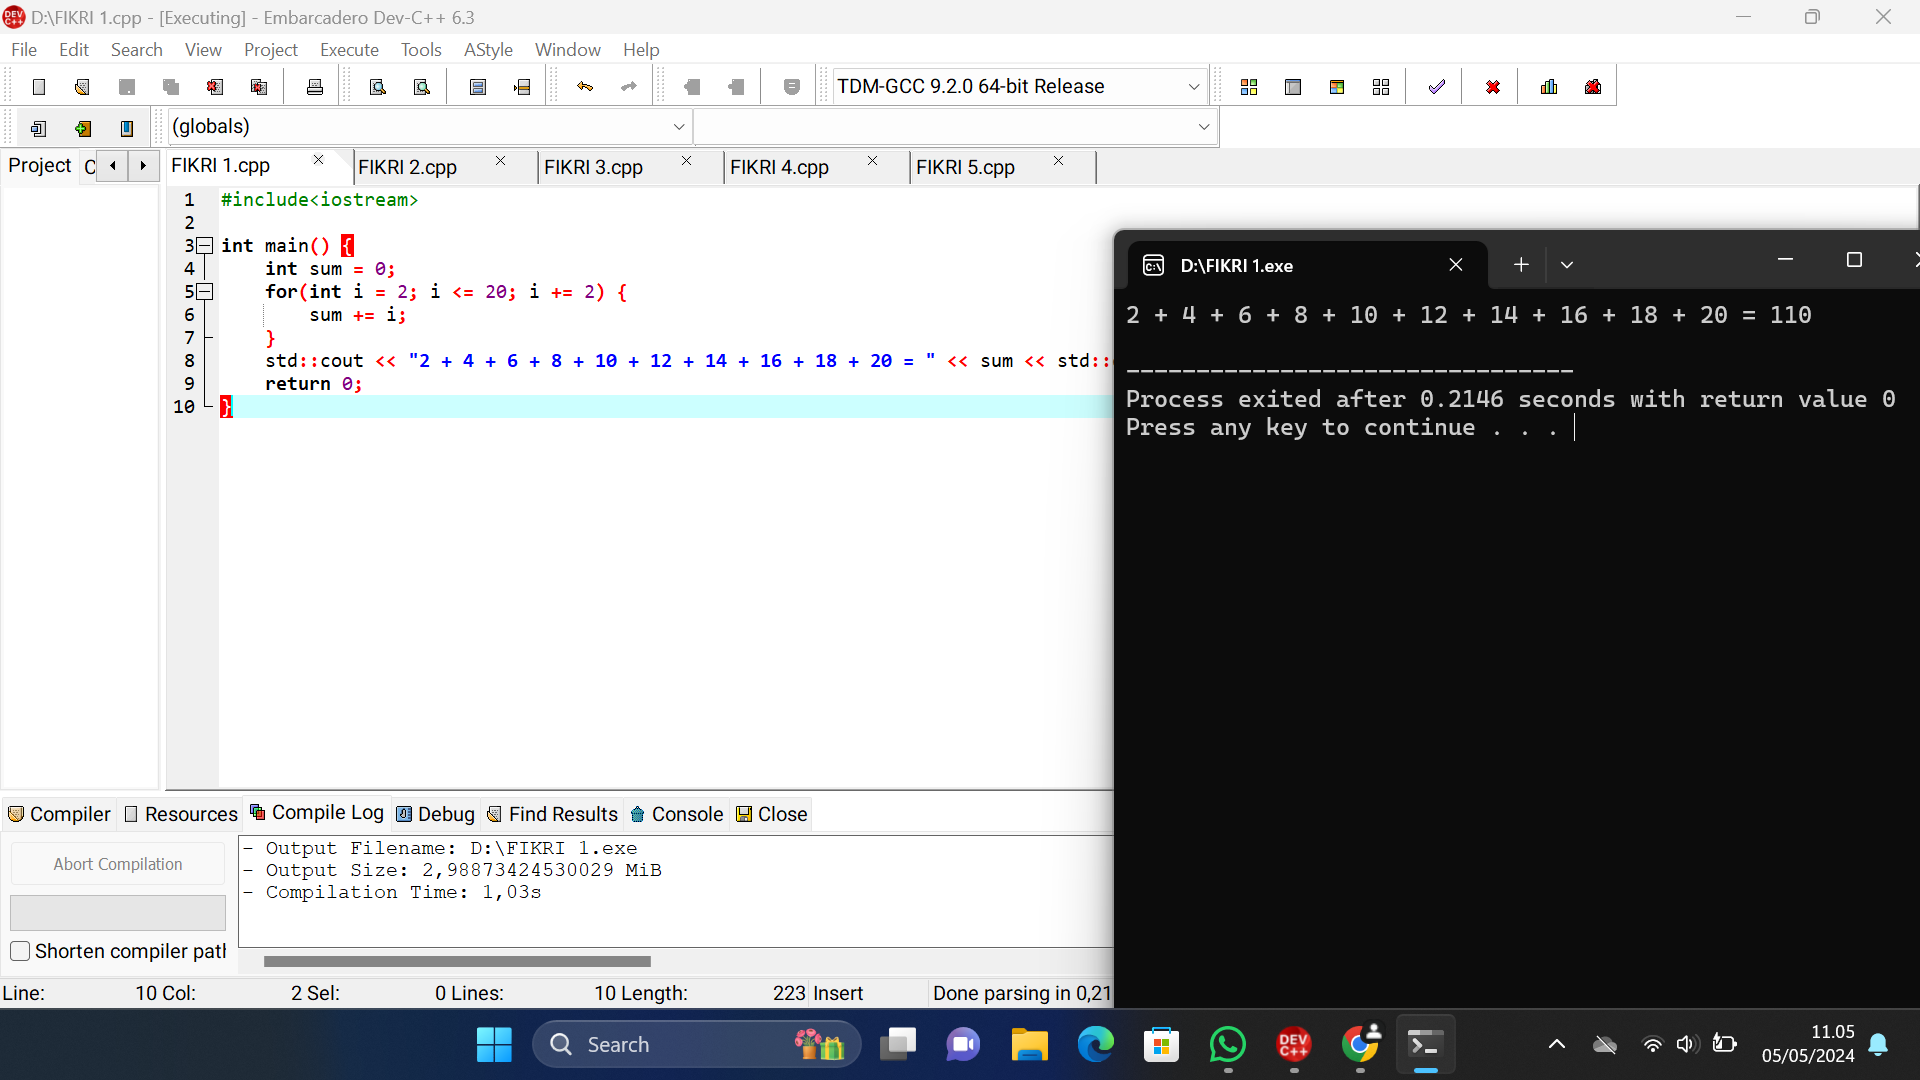 D:\FIKRI 1.cpp - [Executing] - Embarcadero Dev-C++ 6.3
File Edit Search View Project Execute Tools AStyle Window Help
TDM-GCC 9.2.0 64-bit Release
(globals)
Project C FIKRI 1.cpp FIKRI 2.cpp FIKRI 3.cpp FIKRI 4.cpp FIKRI 5.cpp
1 #include<iostream>
2
3 int main() {
4 int sum = 0;
5 for(int i = 2; i <= 20; i += 2) {
6 sum += i;
7 }
8 std::cout << "2 + 4 + 6 + 8 + 10 + 12 + 14 + 16 + 18 + 20 = " << sum << std::
9 return 0;
10 }
D:\FIKRI 1.exe
2 + 4 + 6 + 8 + 10 + 12 + 14 + 16 + 18 + 20 = 110
--------------------------------
Process exited after 0.2146 seconds with return value 0
Press any key to continue . . .
Compiler Resources Compile Log Debug Find Results Console Close
Abort Compilation
Shorten compiler path
- Output Filename: D:\FIKRI 1.exe
- Output Size: 2,98873424530029 MiB
- Compilation Time: 1,03s
Line: 10 Col: 2 Sel: 0 Lines: 10 Length: 223 Insert Done parsing in 0,21
Search
DEV C++
11.05
05/05/2024